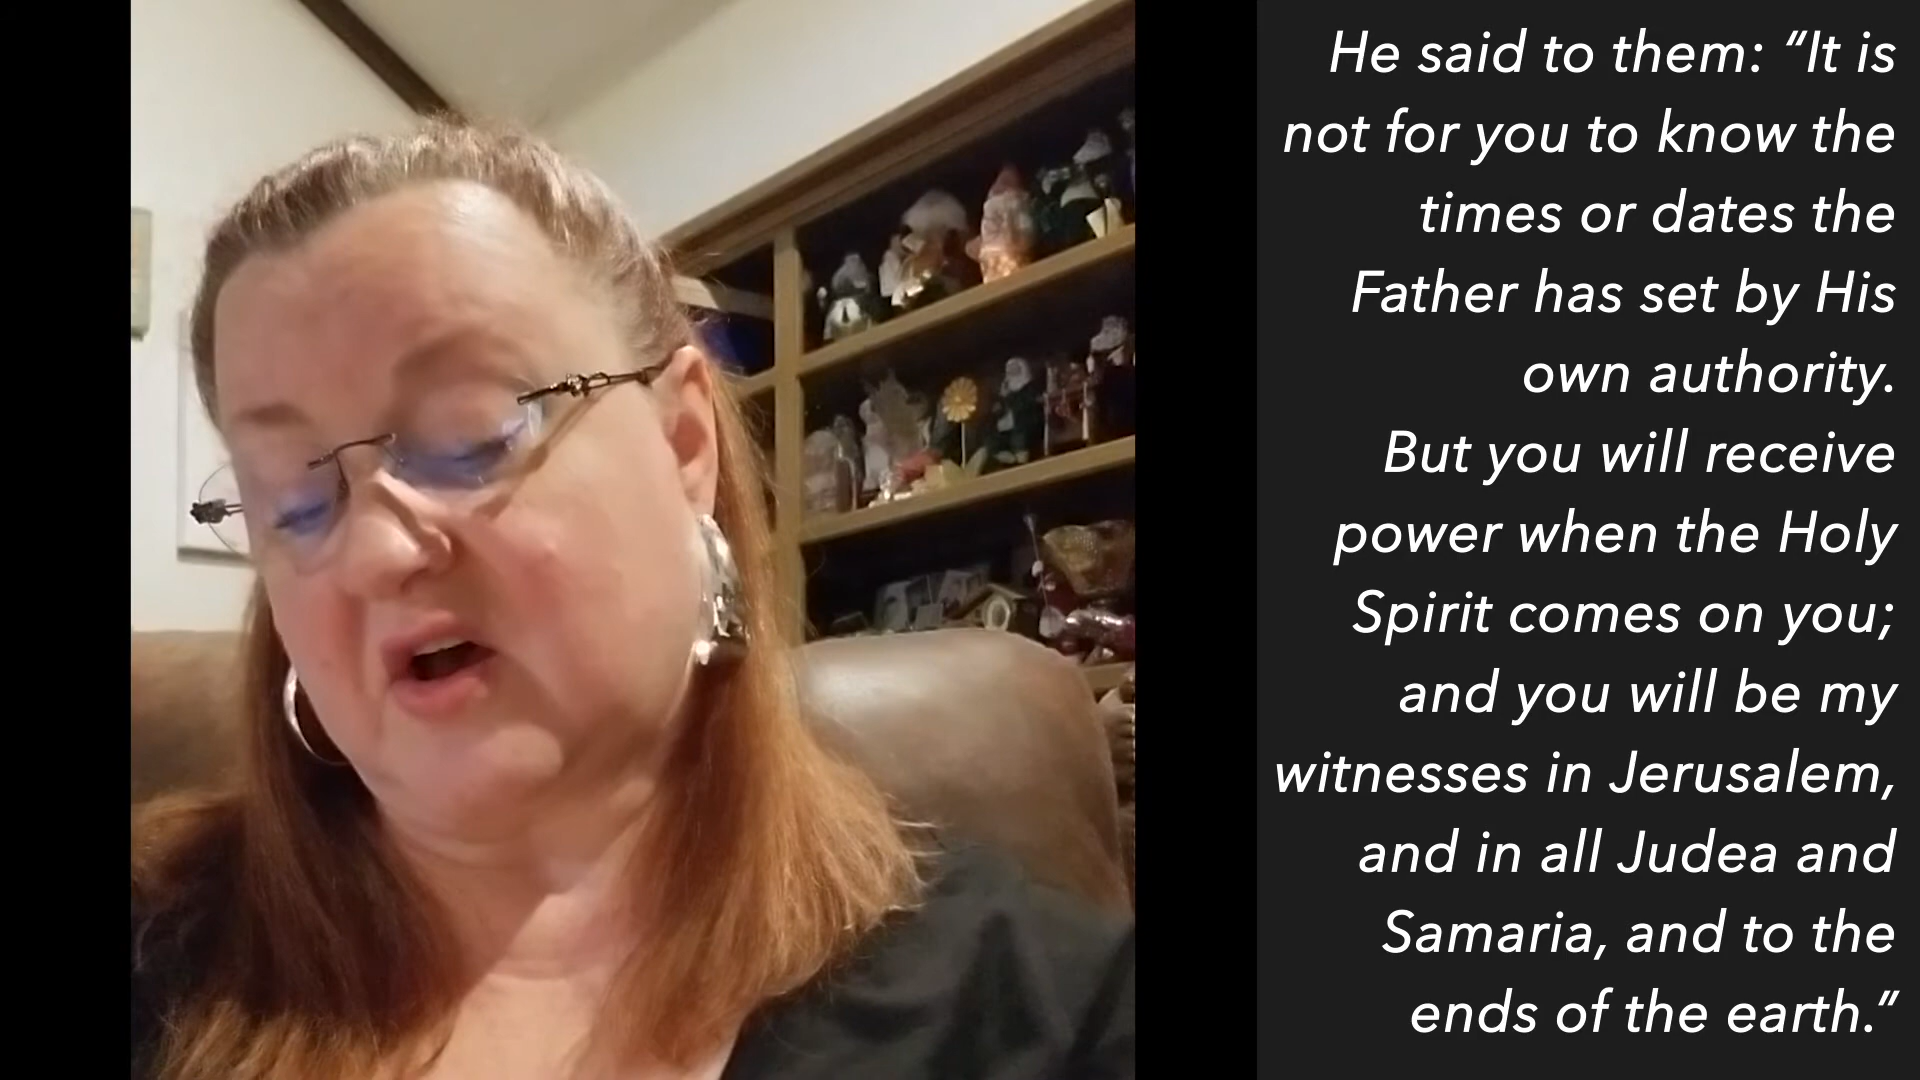 He said to them: “It is
not for you to know the
times or dates the
Father has set by His
own authority.
But you will receive
power when the Holy
Spirit comes on you;
and you will be my
witnesses in Jerusalem,
and in all Judea and
Samaria, and to the
ends of the earth.”